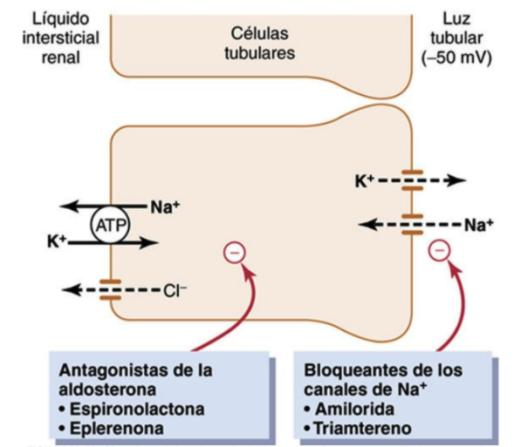 Líquido
intersticial
renal
Células
tubulares
Luz
tubular
(–50 mV)
K⁺
Na⁺
ATP
K⁺
Na⁺
Cl⁻
–
–
Antagonistas de la
aldosterona
• Espironolactona
• Eplerenona
Bloqueantes de los
canales de Na⁺
• Amilorida
• Triamtereno